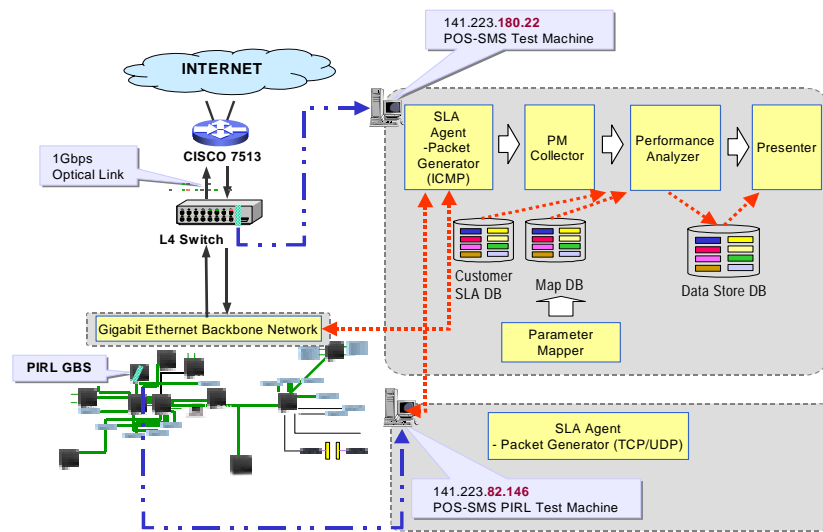 141.223.180.22
POS-SMS Test Machine
INTERNET
CISCO 7513
1Gbps
Optical Link
L4 Switch
SLA
Agent
-Packet
Generator
(ICMP)
PM
Collector
Performance
Analyzer
Presenter
Customer
SLA DB
Map DB
Data Store DB
Parameter
Mapper
Gigabit Ethernet Backbone Network
PIRL GBS
SLA Agent
- Packet Generator (TCP/UDP)
141.223.82.146
POS-SMS PIRL Test Machine